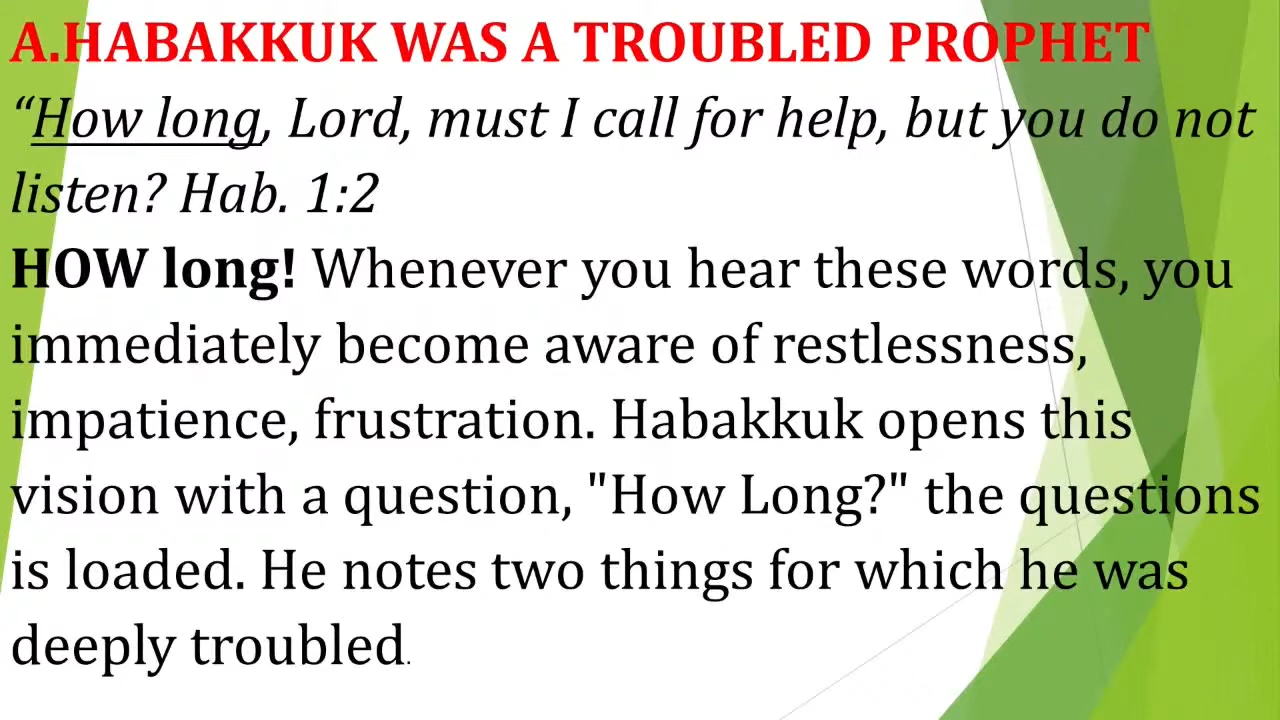 A.HABAKKUK WAS A TROUBLED PROPHET
“How long, Lord, must I call for help, but you do not
listen? Hab. 1:2
HOW long! Whenever you hear these words, you
immediately become aware of restlessness,
impatience, frustration. Habakkuk opens this
vision with a question, "How Long?" the questions
is loaded. He notes two things for which he was
deeply troubled.